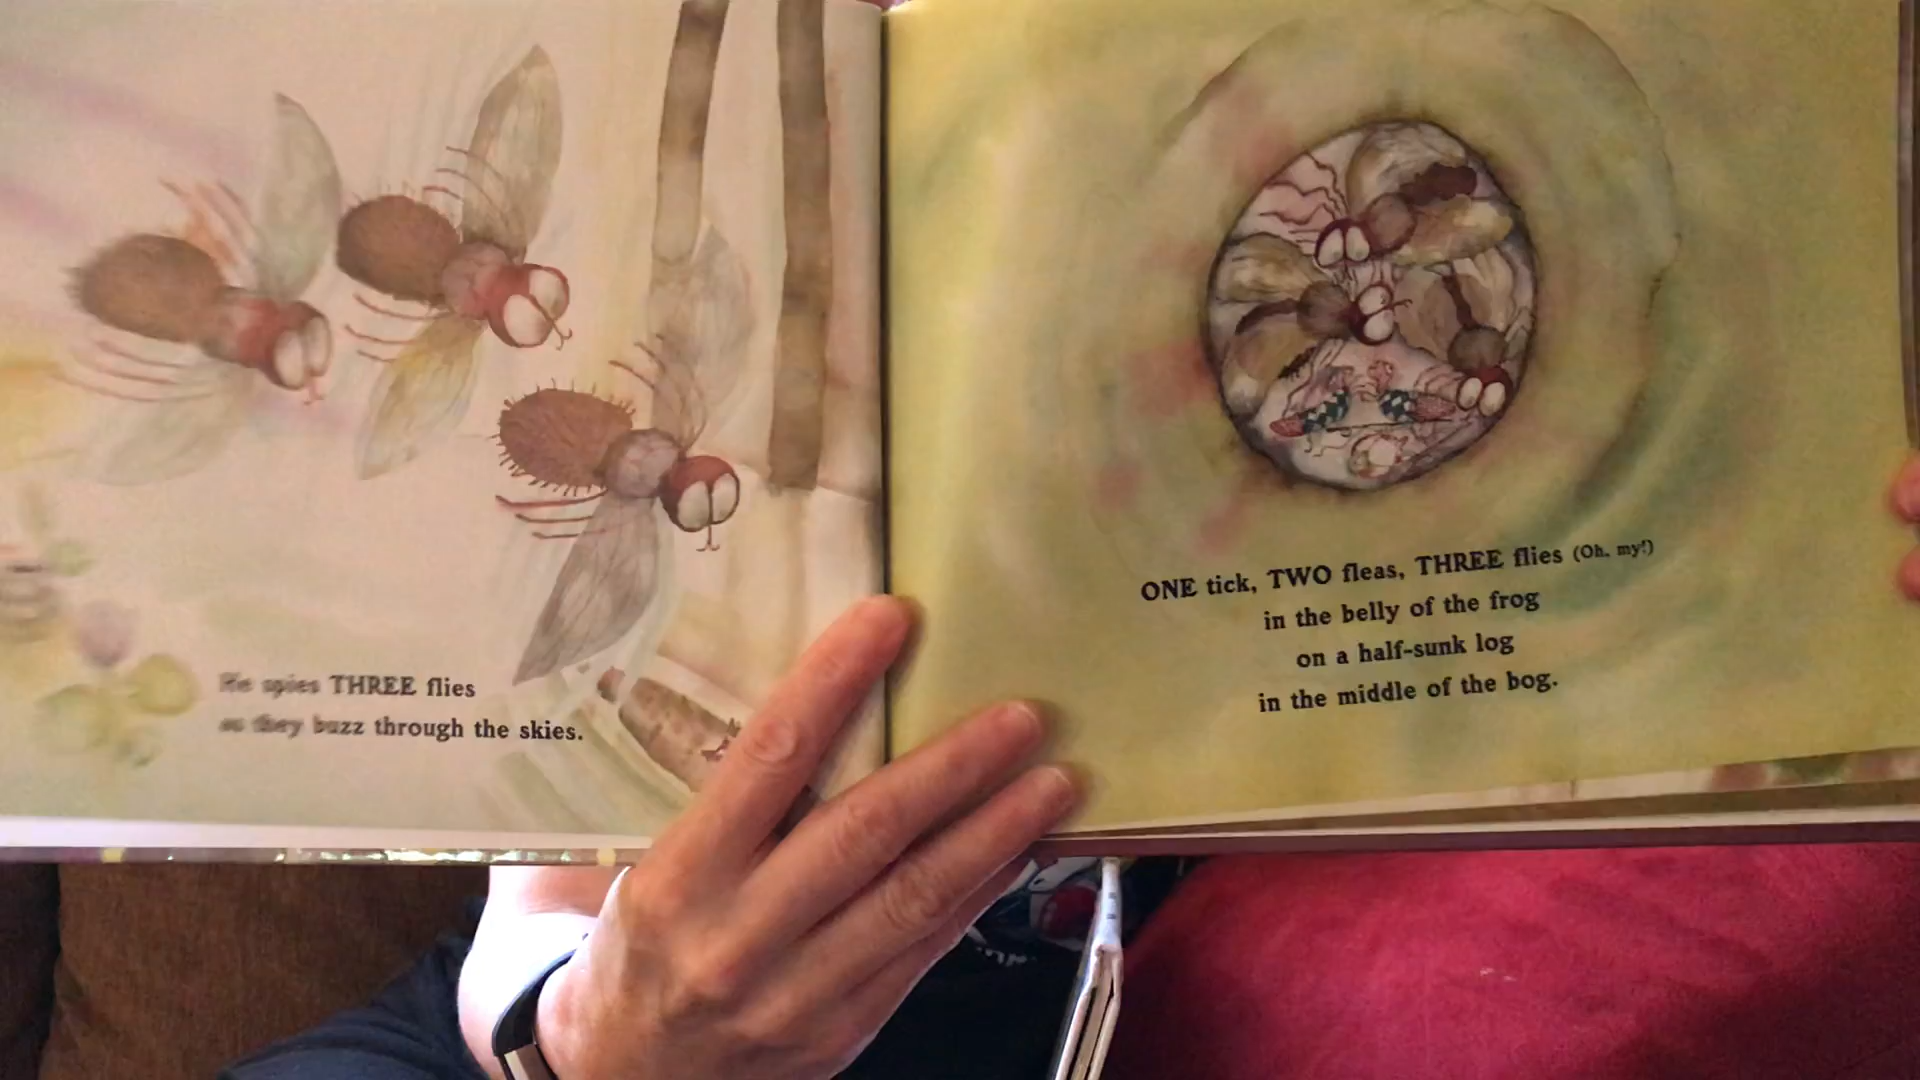 He spies THREE flies
as they buzz through the skies.
ONE tick, TWO fleas, THREE flies (Oh, my!)
in the belly of the frog
on a half-sunk log
in the middle of the bog.